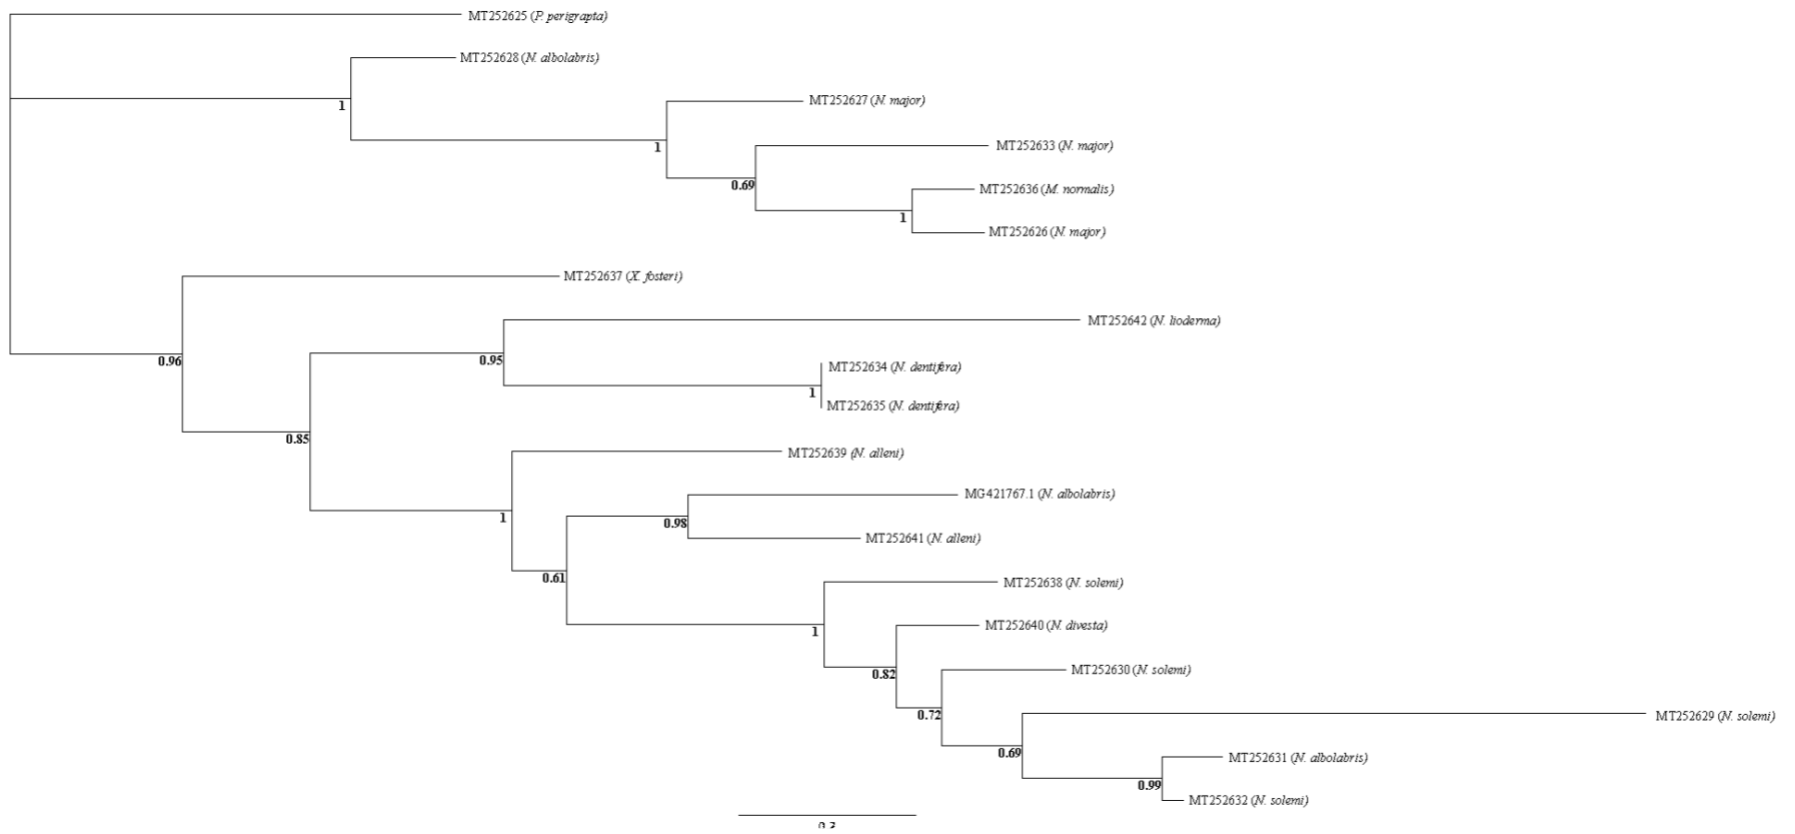 MT252625 (P. perigrapta)
MT252628 (N. albolabris)
MT252627 (N. major)
1
MT252633 (N. major)
1
0.69
MT252636 (M. normalis)
1
MT252626 (N. major)
MT252637 (X. fosteri)
MT252642 (N. lioderma)
0.96
0.95
MT252634 (N. dentifera)
1
MT252635 (N. dentifera)
0.85
MT252639 (N. alleni)
MG421767.1 (N. albolabris)
1
0.98
MT252641 (N. alleni)
0.61
MT252638 (N. solemi)
MT252640 (N. divesta)
1
0.82
MT252630 (N. solemi)
0.72
MT252629 (N. solemi)
0.69
MT252631 (N. albolabris)
0.99
MT252632 (N. solemi)